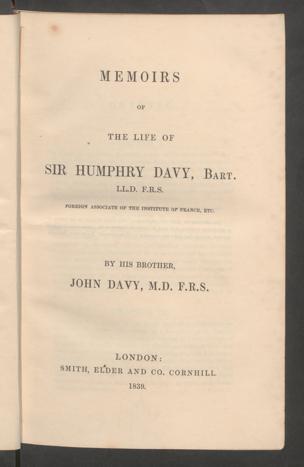 MEMOIRS
OF
THE LIFE OF
SIR HUMPHRY DAVY, BART.
LL.D. F.R.S.
FOREIGN ASSOCIATE OF THE INSTITUTE OF FRANCE, ETC.
BY HIS BROTHER,
JOHN DAVY, M.D. F.R.S.
LONDON:
SMITH, ELDER AND CO. CORNHILL.
1839.